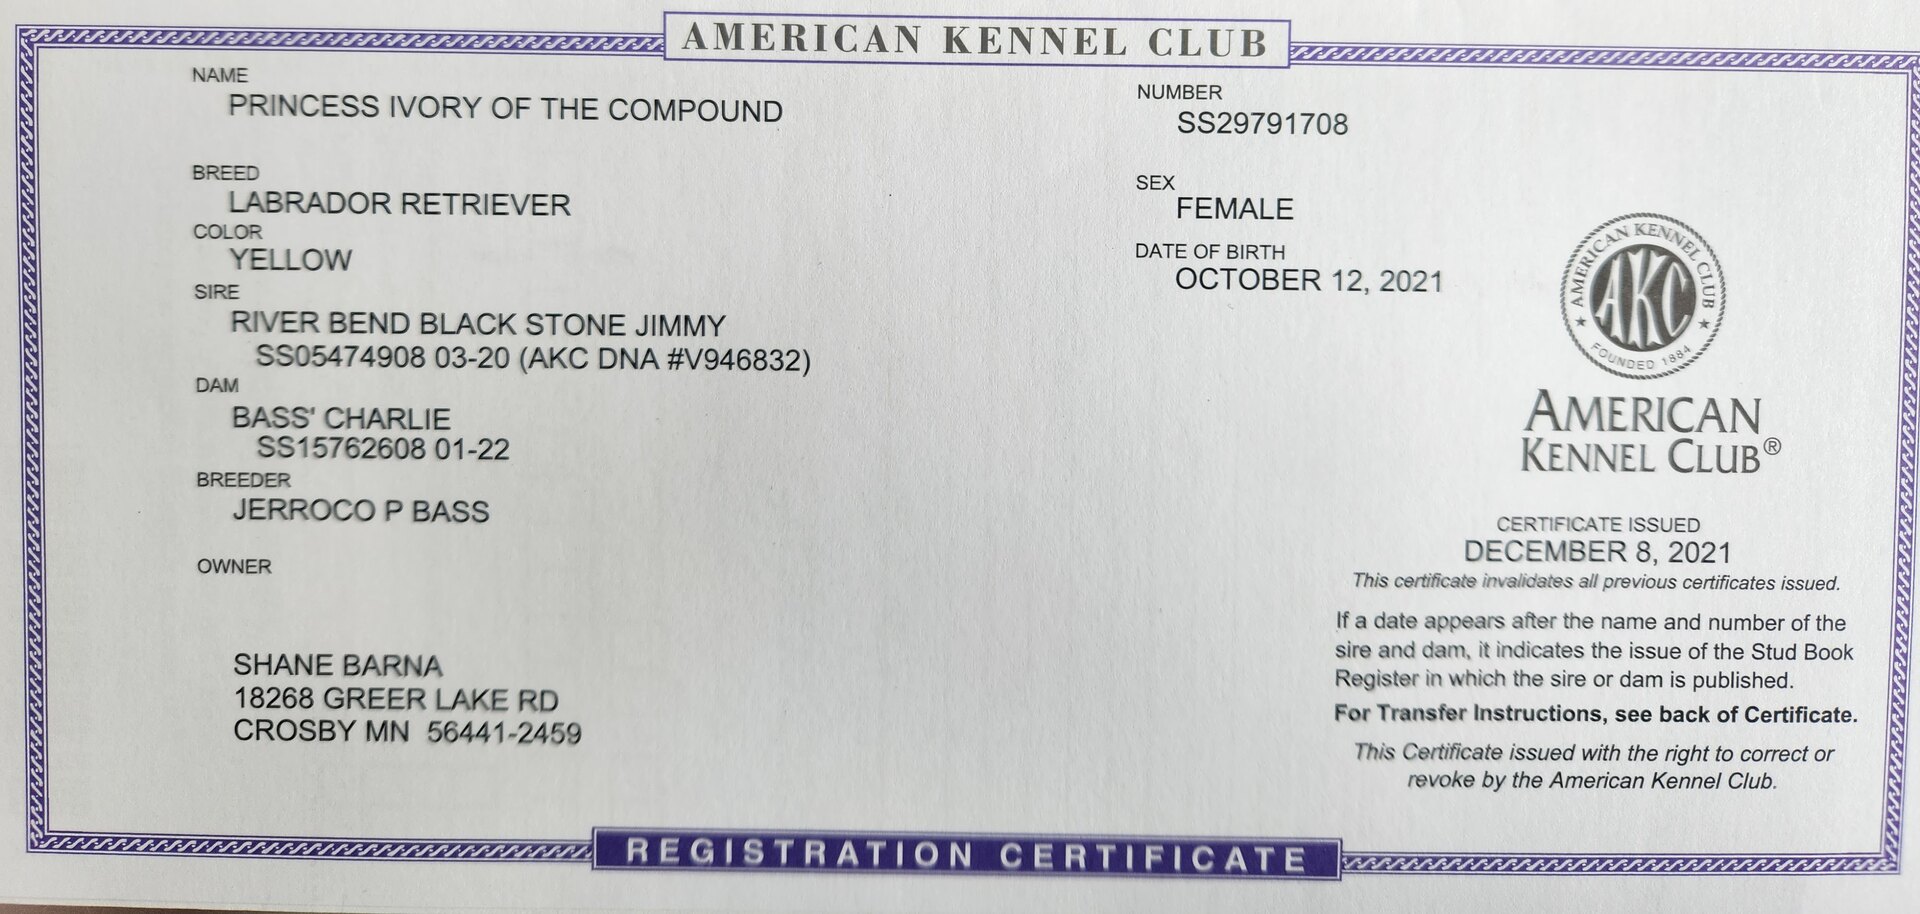 AMERICAN KENNEL CLUB
NAME
PRINCESS IVORY OF THE COMPOUND
NUMBER
SS29791708
BREED
LABRADOR RETRIEVER
SEX
FEMALE
COLOR
YELLOW
DATE OF BIRTH
OCTOBER 12, 2021
SIRE
RIVER BEND BLACK STONE JIMMY
SS05474908 03-20 (AKC DNA #V946832)
DAM
BASS' CHARLIE
SS15762608 01-22
BREEDER
JERROCO P BASS
OWNER
SHANE BARNA
18268 GREER LAKE RD
CROSBY MN 56441-2459
AMERICAN KENNEL CLUB
AKC
FOUNDED 1884
AMERICAN
KENNEL CLUB®
CERTIFICATE ISSUED
DECEMBER 8, 2021
This certificate invalidates all previous certificates issued.
If a date appears after the name and number of the
sire and dam, it indicates the issue of the Stud Book
Register in which the sire or dam is published.
For Transfer Instructions, see back of Certificate.
This Certificate issued with the right to correct or
revoke by the American Kennel Club.
REGISTRATION CERTIFICATE